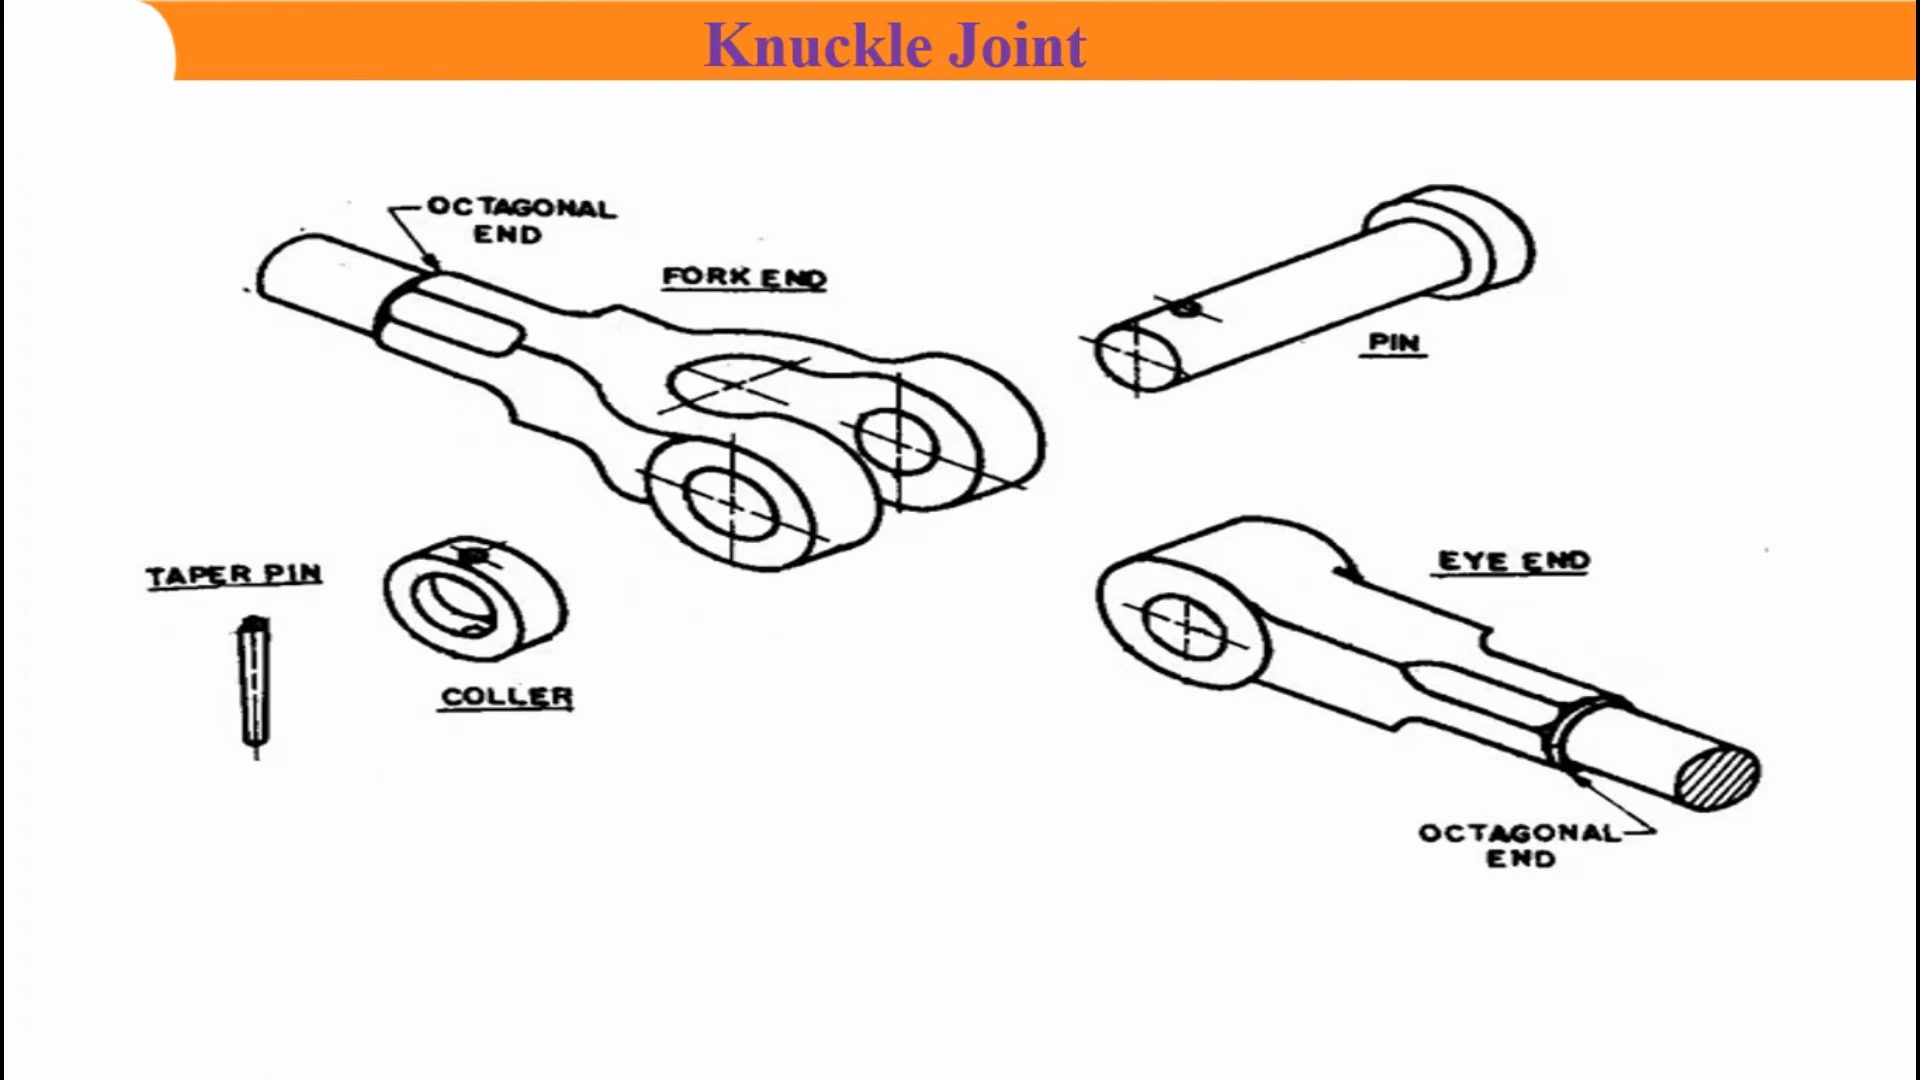 Knuckle Joint
OCTAGONAL
END
FORK END
PIN
TAPER PIN
COLLER
EYE END
OCTAGONAL
END